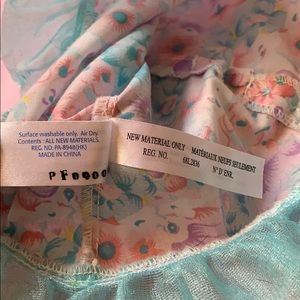 Surface washable only. Air Dry.
Contents : ALL NEW MATERIALS.
REG. NO. PA-8948(HK)
MADE IN CHINA
NEW MATERIAL ONLY
REG. NO.
MATÉRIAUX NEUFS SEULEMENT
Nº D'ENR.